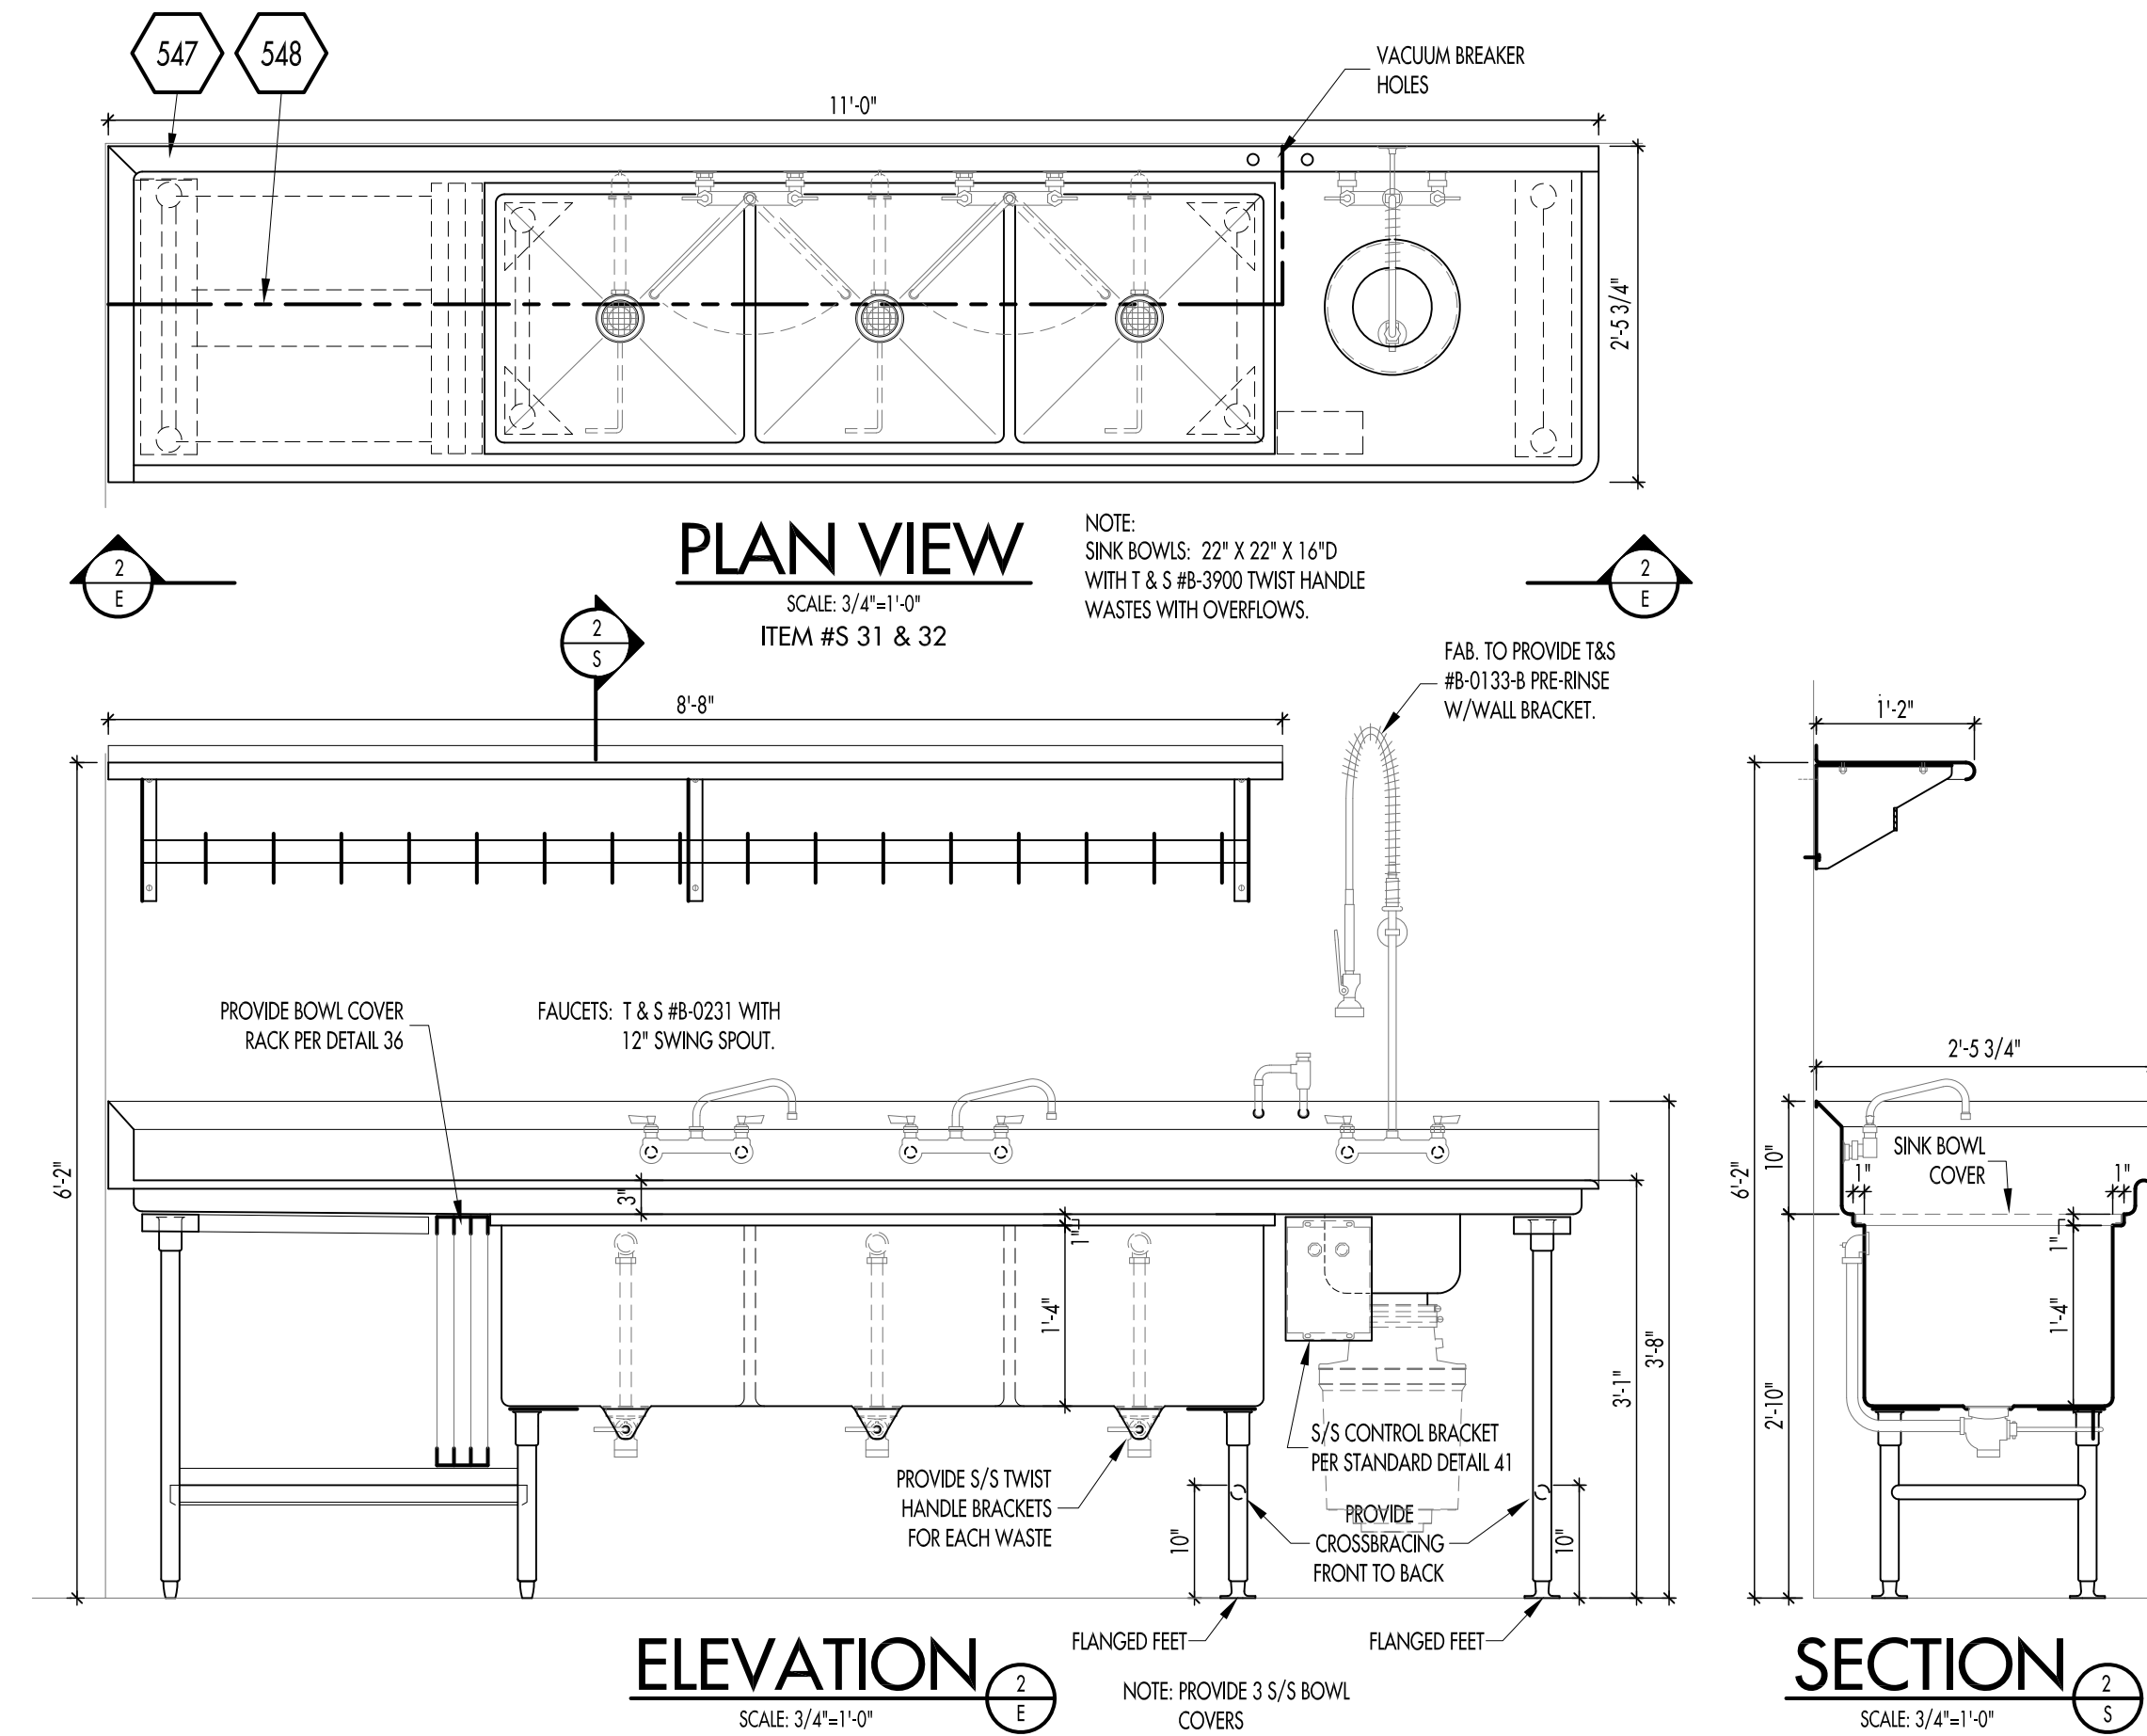 547
548
VACUUM BREAKER
HOLES
11'-0"
2'-5 3/4"
PLAN VIEW
SCALE: 3/4"=1'-0"
ITEM #S 31 & 32
NOTE:
SINK BOWLS: 22" X 22" X 16"D
WITH T & S #B-3900 TWIST HANDLE
WASTES WITH OVERFLOWS.
2
E
2
E
2
S
FAB. TO PROVIDE T&S
#B-0133-B PRE-RINSE
W/WALL BRACKET.
8'-8"
1'-2"
6'-2"
PROVIDE BOWL COVER
RACK PER DETAIL 36
FAUCETS: T & S #B-0231 WITH
12" SWING SPOUT.
3"
1"
1'-4"
S/S CONTROL BRACKET
PER STANDARD DETAIL 41
PROVIDE S/S TWIST
HANDLE BRACKETS
FOR EACH WASTE
PROVIDE
CROSSBRACING
FRONT TO BACK
10"
10"
3'-1"
3'-8"
FLANGED FEET
FLANGED FEET
ELEVATION
2
E
SCALE: 3/4"=1'-0"
NOTE: PROVIDE 3 S/S BOWL
COVERS
6'-2"
2'-5 3/4"
10"
SINK BOWL
COVER
1"
1"
1"
1'-4"
2'-10"
SECTION
2
S
SCALE: 3/4"=1'-0"